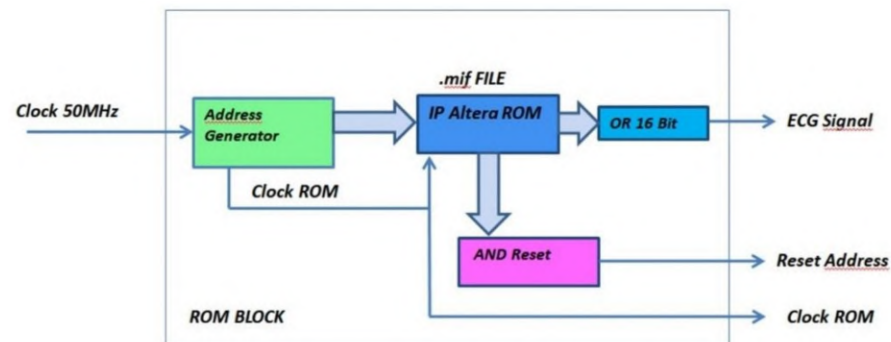 .mif FILE
Clock 50MHz
Address
Generator
IP Altera ROM
OR 16 Bit
ECG Signal
Clock ROM
AND Reset
Reset Address
ROM BLOCK
Clock ROM